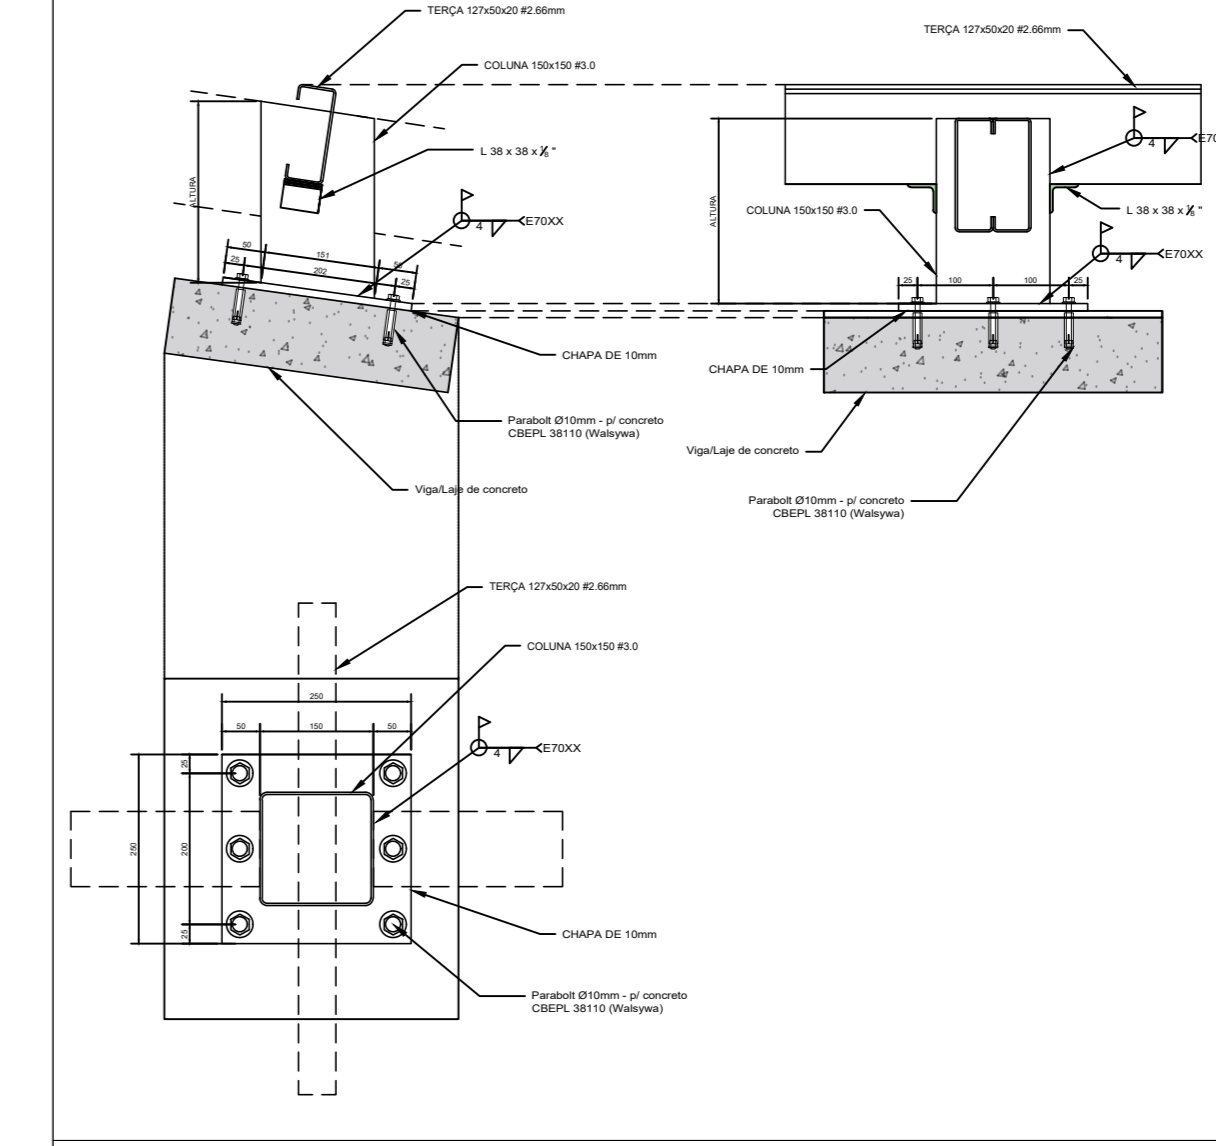 TERÇA 127x50x20 #2.66mm
COLUNA 150x150 #3.0
L 38 x 38 x ⅛ "
ALTURA
4
E70XX
50
151
50
25
202
25
CHAPA DE 10mm
Parabolt Ø10mm - p/ concreto
CBEPL 38110 (Walsywa)
Viga/Laje de concreto
TERÇA 127x50x20 #2.66mm
4
E70
COLUNA 150x150 #3.0
L 38 x 38 x ⅛ "
ALTURA
4
E70XX
25
100
100
25
CHAPA DE 10mm
Viga/Laje de concreto
Parabolt Ø10mm - p/ concreto
CBEPL 38110 (Walsywa)
TERÇA 127x50x20 #2.66mm
COLUNA 150x150 #3.0
250
50
150
50
4
E70XX
25
250
200
25
CHAPA DE 10mm
Parabolt Ø10mm - p/ concreto
CBEPL 38110 (Walsywa)